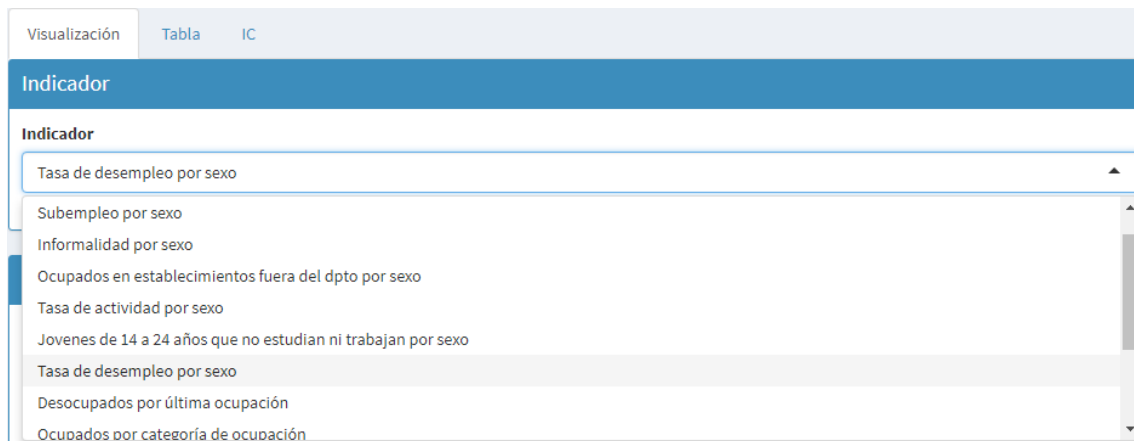 Visualización Tabla IC
Indicador
Indicador
Tasa de desempleo por sexo
Subempleo por sexo
Informalidad por sexo
Ocupados en establecimientos fuera del dpto por sexo
Tasa de actividad por sexo
Jovenes de 14 a 24 años que no estudian ni trabajan por sexo
Tasa de desempleo por sexo
Desocupados por última ocupación
Ocupados por categoría de ocupación